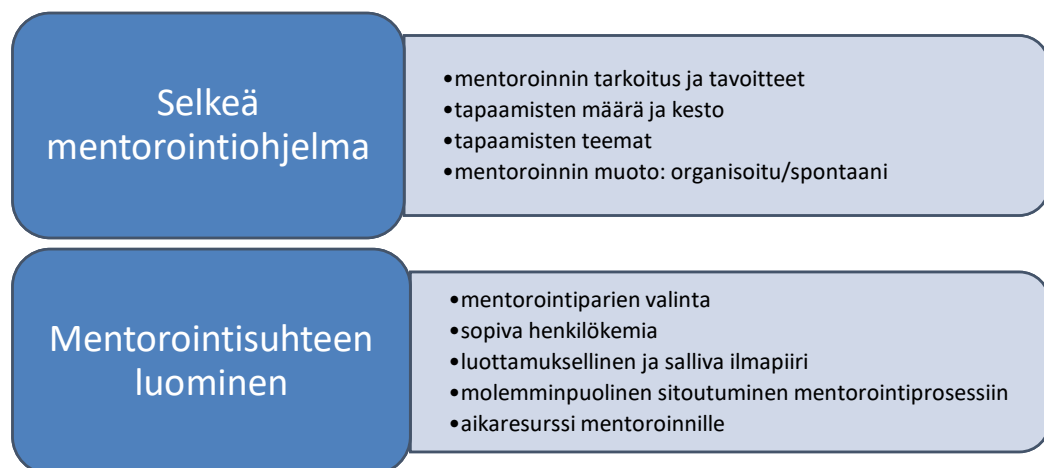 Selkeä
mentorointiohjelma
•mentoroinnin tarkoitus ja tavoitteet
•tapaamisten määrä ja kesto
•tapaamisten teemat
•mentoroinnin muoto: organisoitu/spontaani
Mentorointisuhteen
luominen
•mentorointiparien valinta
•sopiva henkilökemia
•luottamuksellinen ja salliva ilmapiiri
•molemminpuolinen sitoutuminen mentorointiprosessiin
•aikaresurssi mentoroinnille